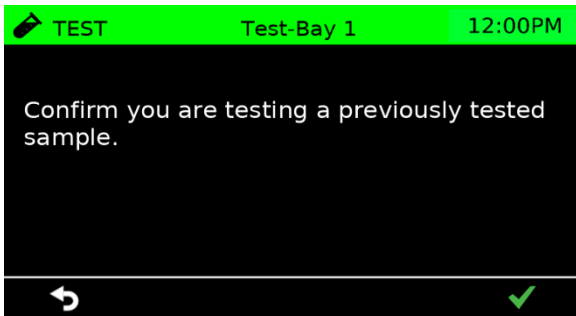 TEST Test-Bay 1 12:00PM
Confirm you are testing a previously tested
sample.